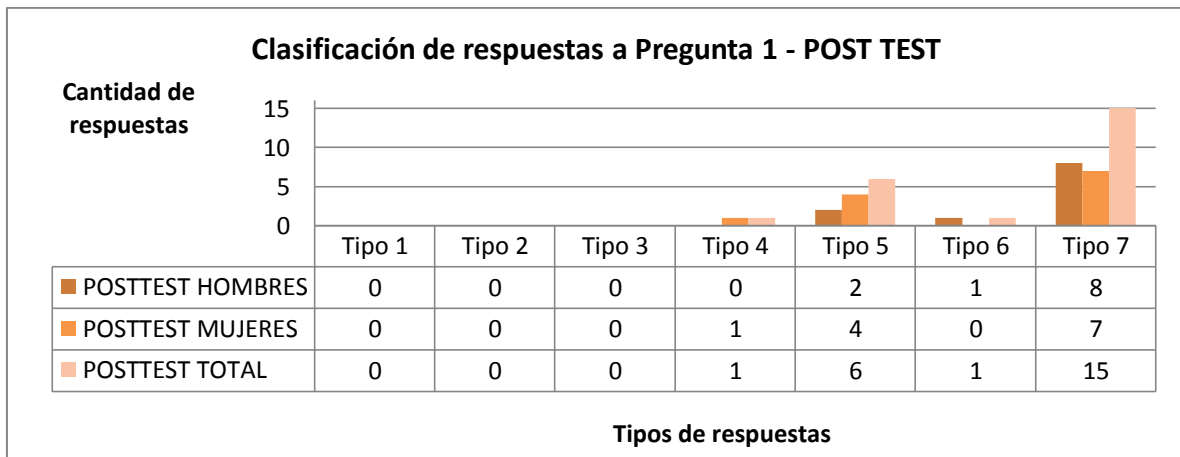 Clasificación de respuestas a Pregunta 1 - POST TEST
Cantidad de
respuestas
15
10
5
0
Tipo 1 Tipo 2 Tipo 3 Tipo 4 Tipo 5 Tipo 6 Tipo 7
POSTTEST HOMBRES 0 0 0 0 2 1 8
POSTTEST MUJERES 0 0 0 1 4 0 7
POSTTEST TOTAL 0 0 0 1 6 1 15
Tipos de respuestas